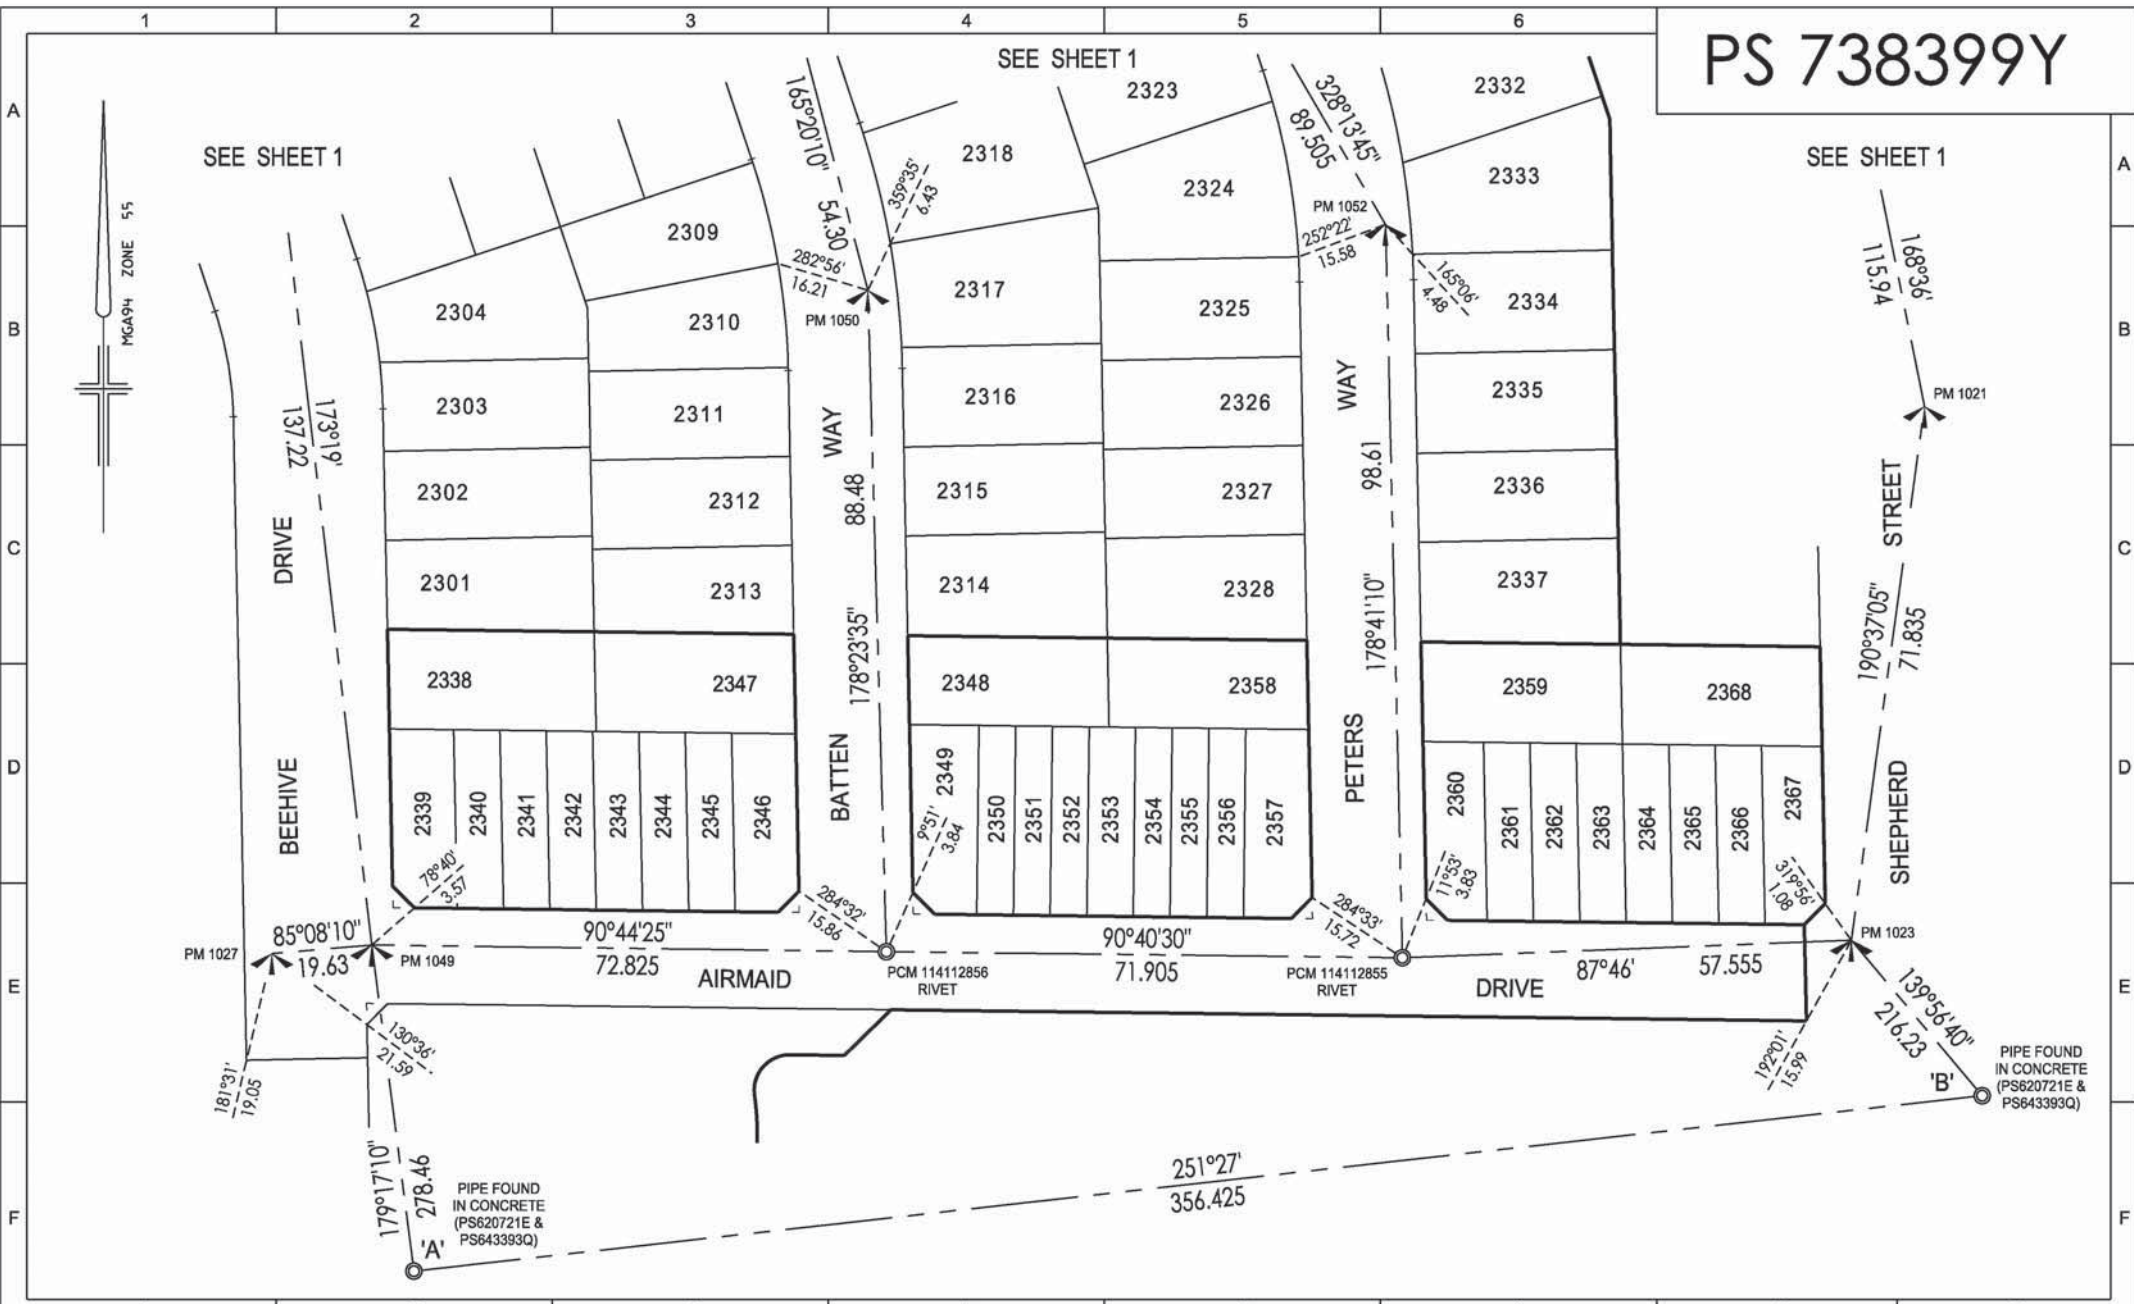 1
2
3
4
5
6
PS 738399Y
A
B
C
D
E
F
A
B
C
D
E
F
MGA94 ZONE 55
SEE SHEET 1
SEE SHEET 1
SEE SHEET 1
165°20'10"
54.30
359°35'
6.43
328°13'45"
89.505
2323
2332
2318
2324
2333
PM 1052
252°22'
15.58
165°06'
4.48
168°36'
115.94
PM 1021
2309
282°56'
16.21
PM 1050
2304
2310
2317
2325
2334
2303
2311
2316
2326
2335
2302
2312
2315
2327
2336
2301
2313
2314
2328
2337
173°19'
137.22
BEEHIVE DRIVE
BATTEN WAY
88.48
178°23'35"
PETERS WAY
98.61
178°41'10"
SHEPHERD STREET
190°37'05"
71.835
2338
2347
2348
2358
2359
2368
2339
2340
2341
2342
2343
2344
2345
2346
2349
2350
2351
2352
2353
2354
2355
2356
2357
2360
2361
2362
2363
2364
2365
2366
2367
78°40'
3.57
284°32'
15.86
9°51'
3.84
284°33'
15.72
11°53'
3.83
319°56'
1.08
PM 1027
85°08'10"
19.63
PM 1049
90°44'25"
72.825
AIRMAID
PCM 114112856
RIVET
90°40'30"
71.905
PCM 114112855
RIVET
DRIVE
87°46'
57.555
PM 1023
130°36'
21.59
181°31'
19.05
192°01'
15.99
139°56'40"
216.23
'B'
PIPE FOUND
IN CONCRETE
(PS620721E &
PS643393Q)
179°17'10"
278.46
'A'
PIPE FOUND
IN CONCRETE
(PS620721E &
PS643393Q)
251°27'
356.425